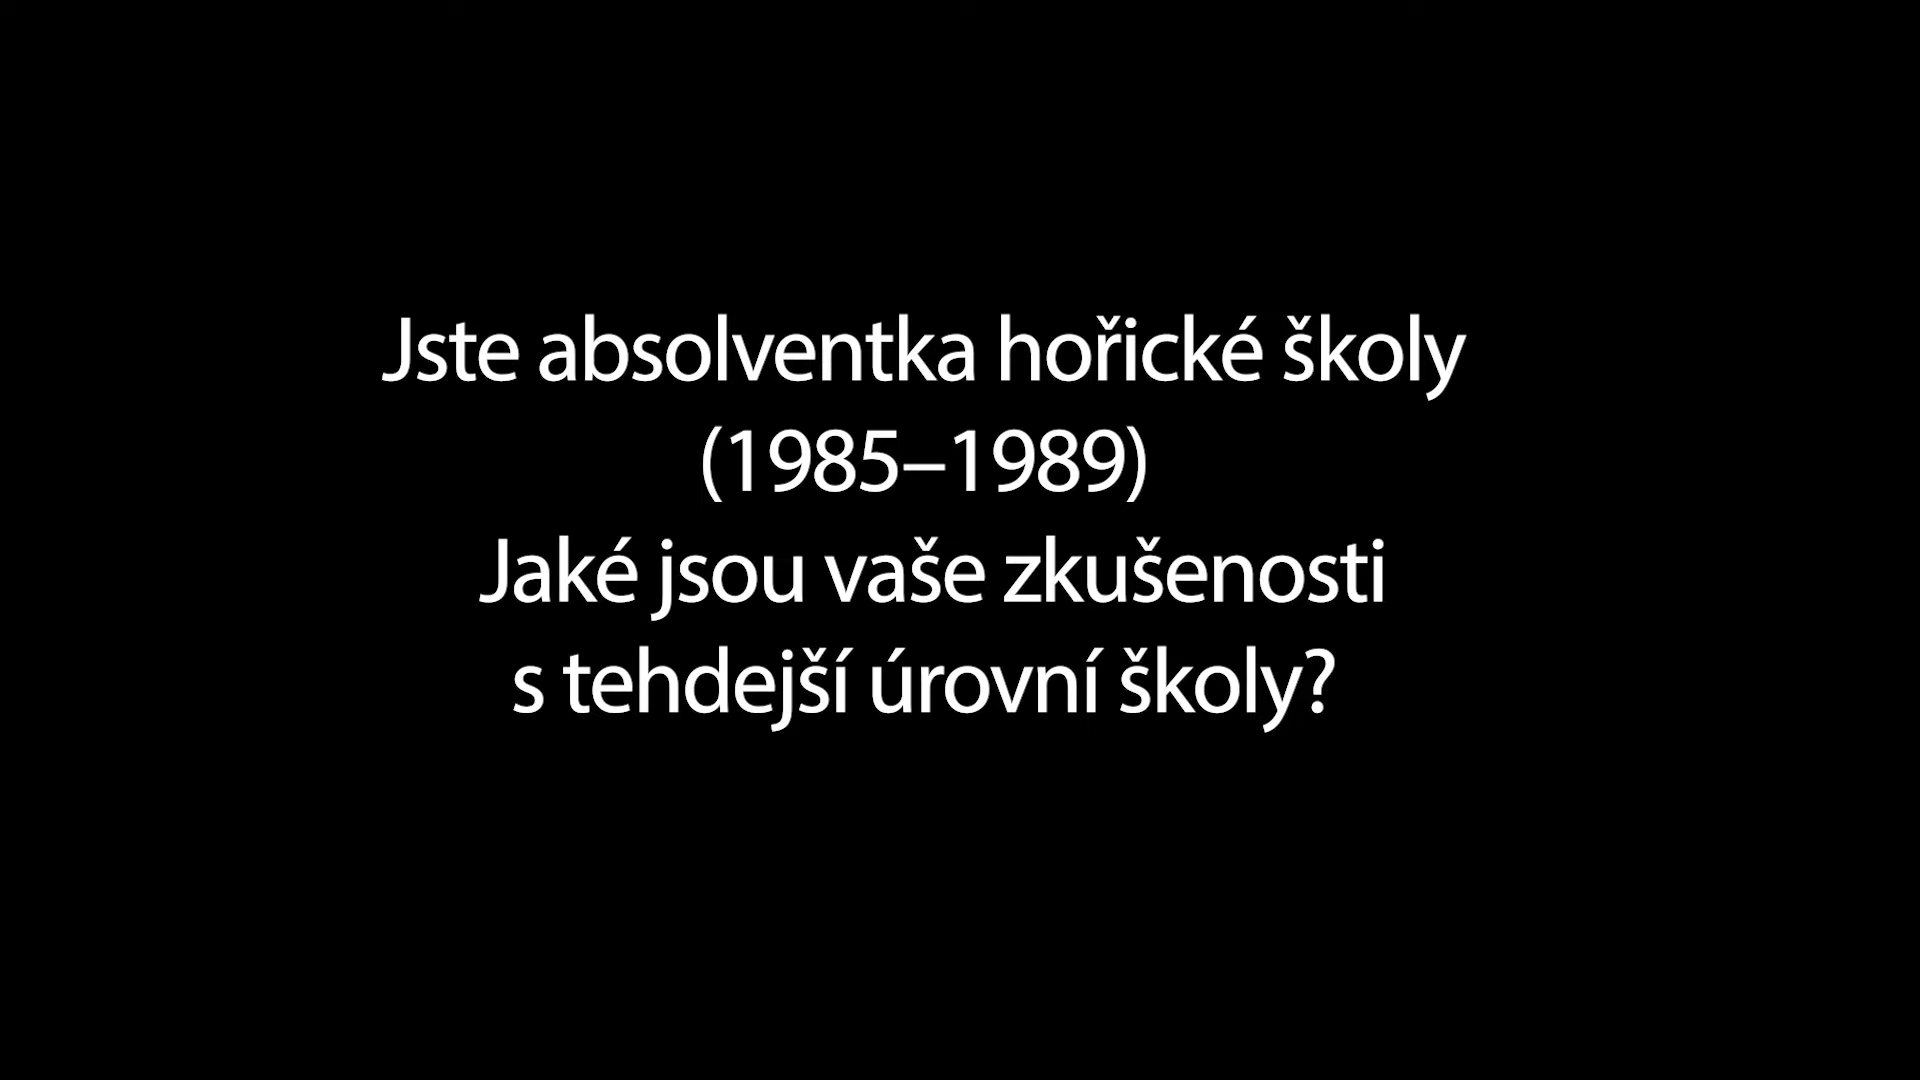 Jste absolventka hořické školy
(1985–1989)
Jaké jsou vaše zkušenosti
s tehdejší úrovní školy?